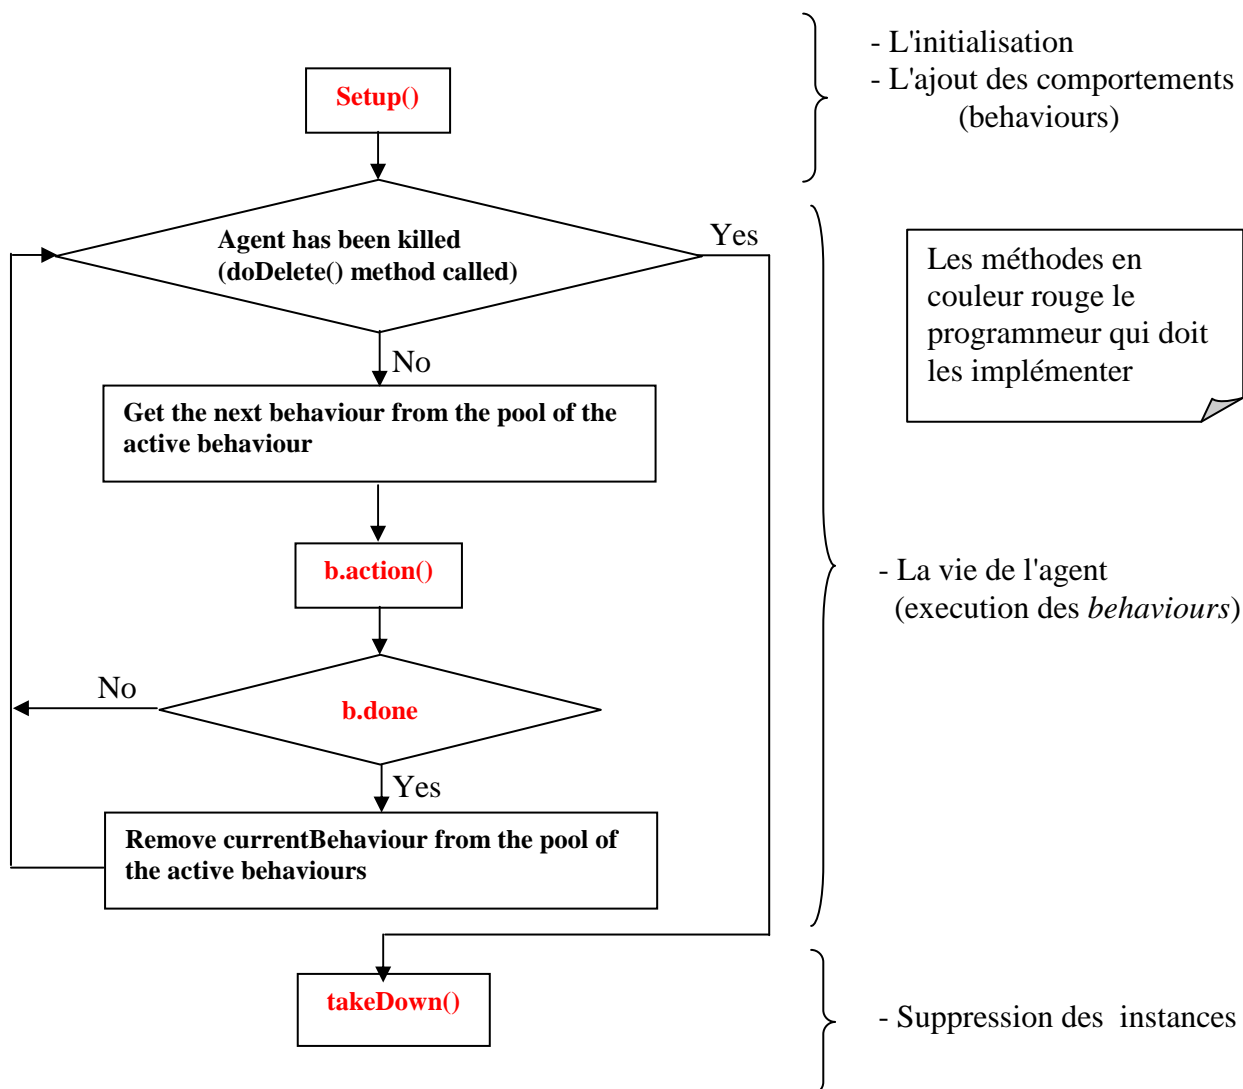 - L'initialisation
- L'ajout des comportements
(behaviours)
Setup()
Agent has been killed
(doDelete() method called)
Yes
No
Les méthodes en
couleur rouge le
programmeur qui doit
les implémenter
Get the next behaviour from the pool of the
active behaviour
b.action()
- La vie de l'agent
(execution des behaviours)
No
b.done
Yes
Remove currentBehaviour from the pool of
the active behaviours
takeDown()
- Suppression des instances